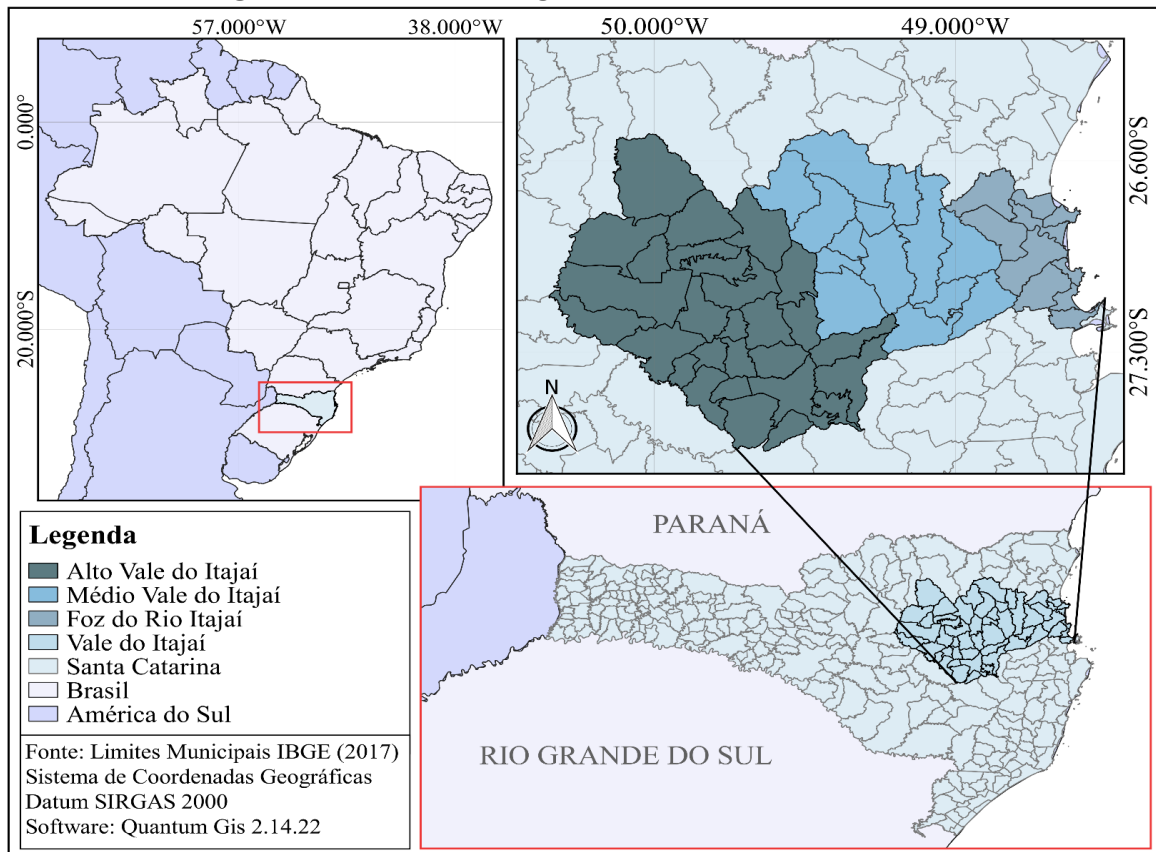 57.000°W 38.000°W
0.000°
20.000°S
50.000°W 49.000°W
26.600°S
27.300°S
N
PARANÁ
RIO GRANDE DO SUL
Legenda
Alto Vale do Itajaí
Médio Vale do Itajaí
Foz do Rio Itajaí
Vale do Itajaí
Santa Catarina
Brasil
América do Sul
Fonte: Limites Municipais IBGE (2017)
Sistema de Coordenadas Geográficas
Datum SIRGAS 2000
Software: Quantum Gis 2.14.22